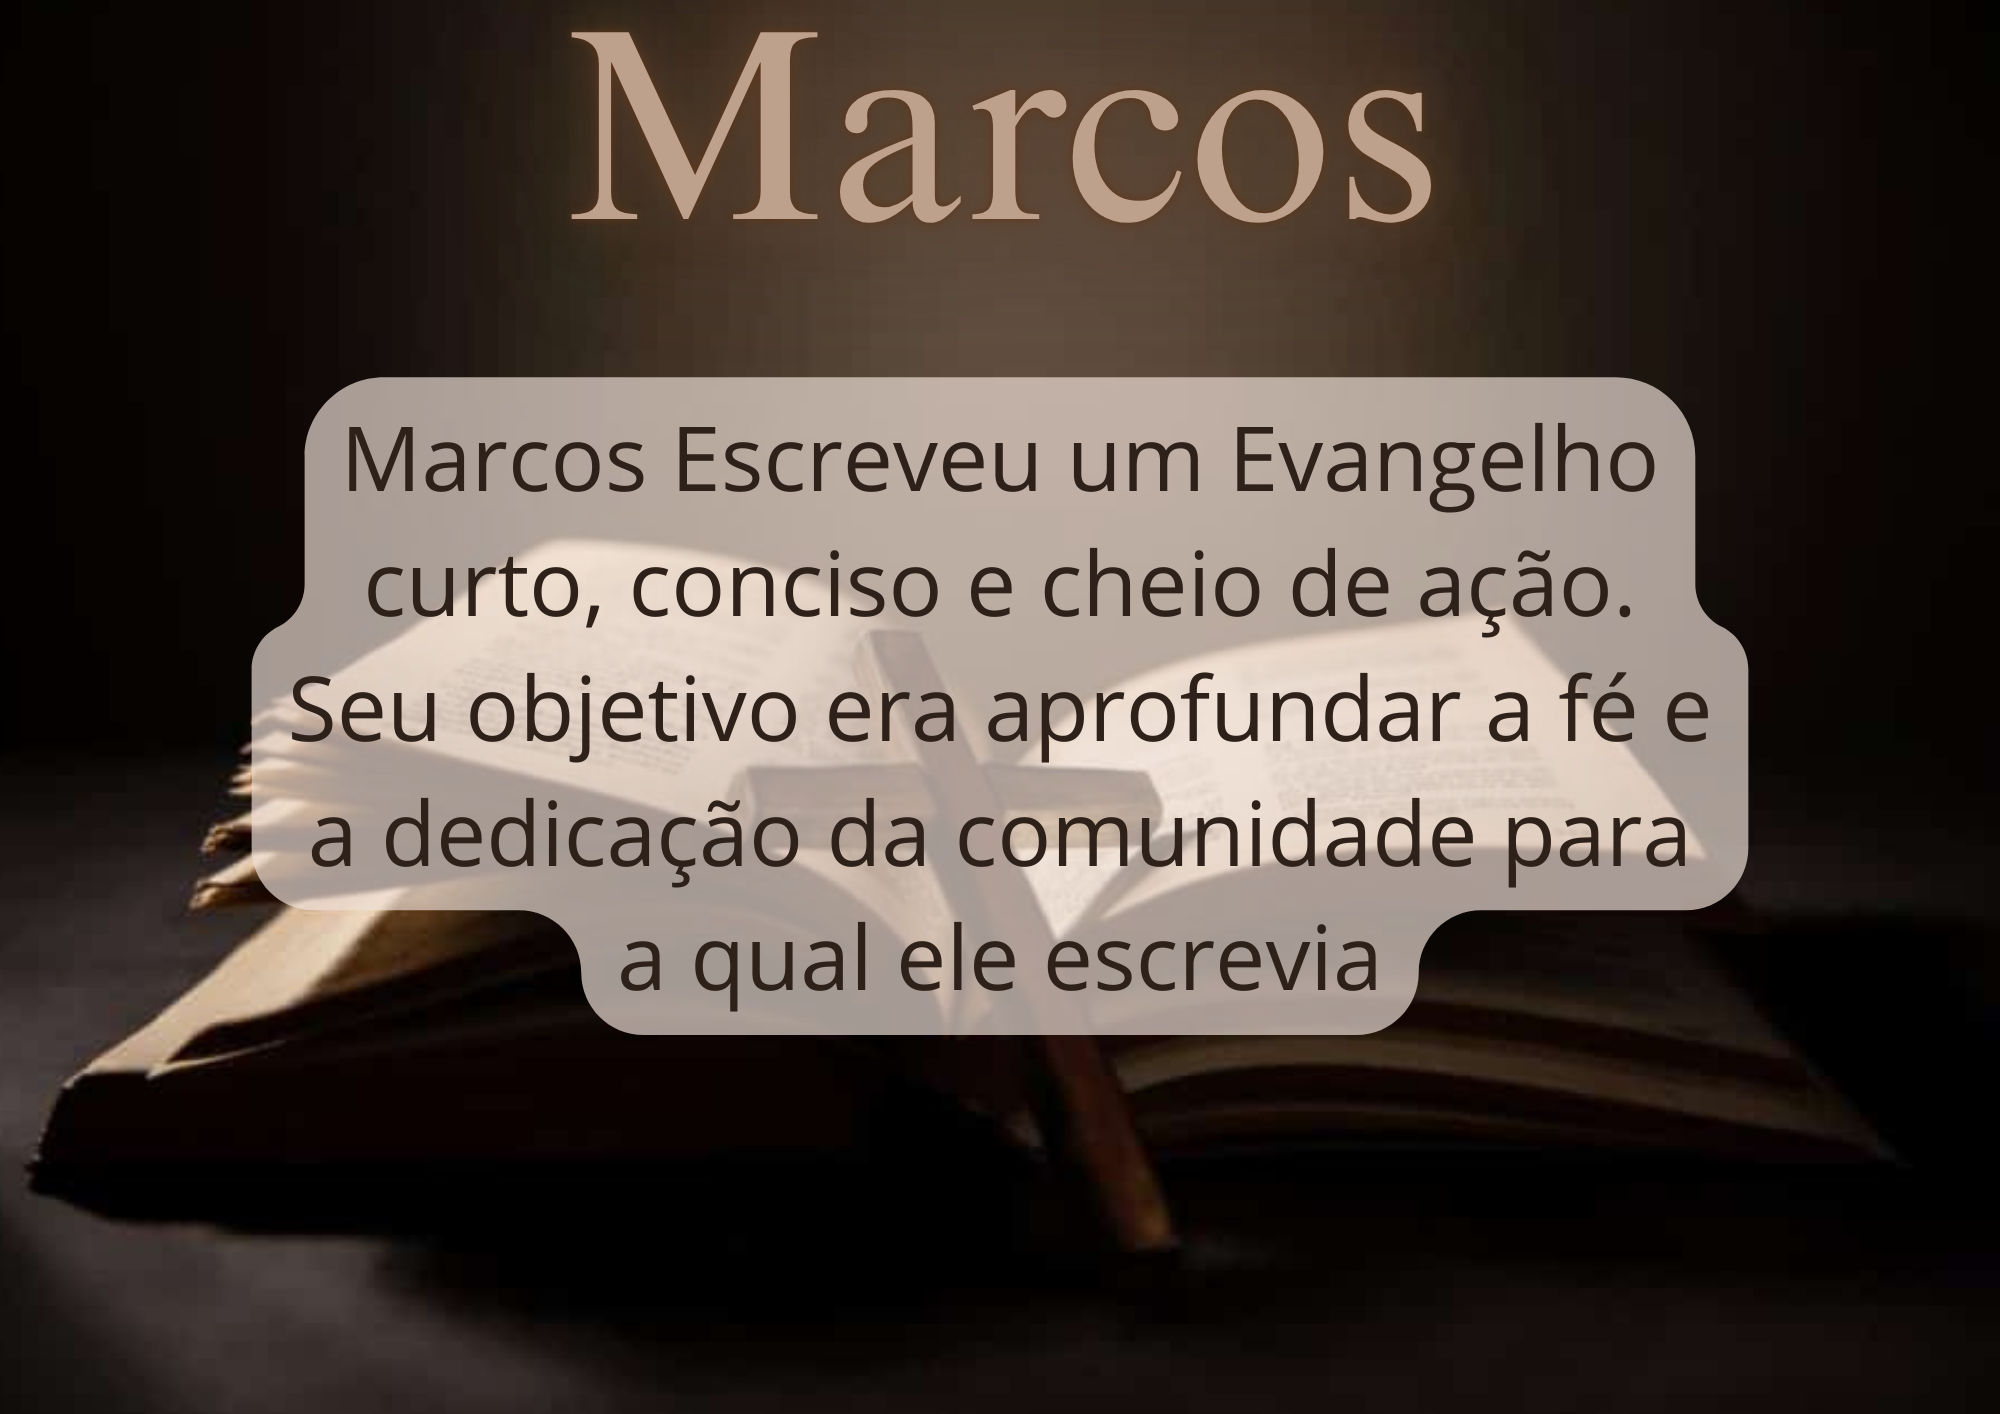 Marcos
Marcos Escreveu um Evangelho
curto, conciso e cheio de ação.
Seu objetivo era aprofundar a fé e
a dedicação da comunidade para
a qual ele escrevia